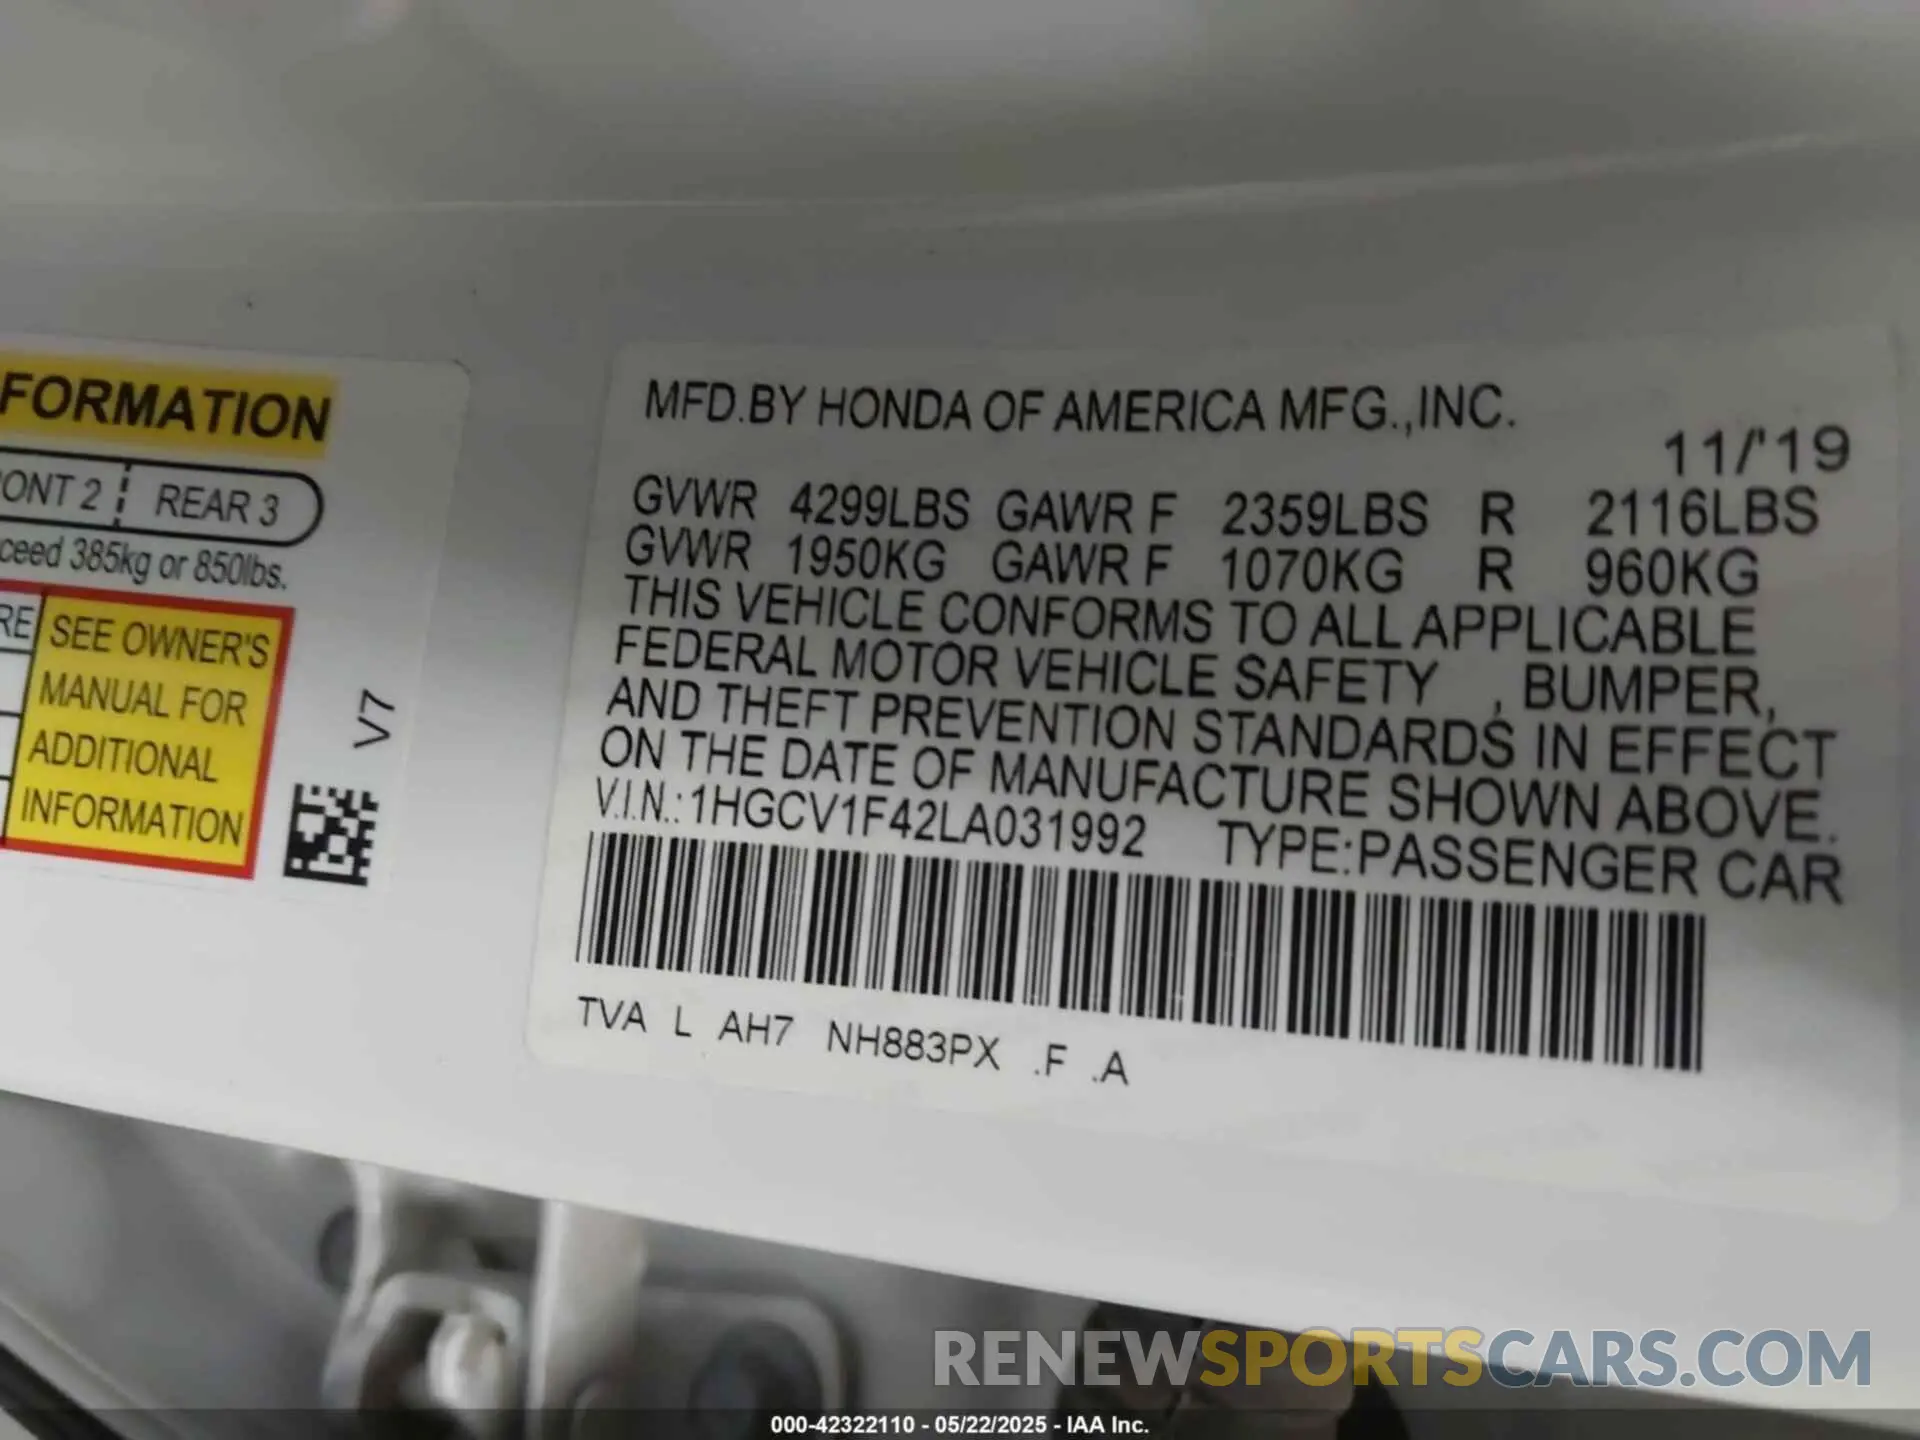 FORMATION
ONT 2 REAR 3
ceed 385kg or 850lbs.
RE
SEE OWNER'S
MANUAL FOR
ADDITIONAL
INFORMATION
V7
MFD.BY HONDA OF AMERICA MFG.,INC.
11/'19
GVWR 4299LBS GAWR F 2359LBS R 2116LBS
GVWR 1950KG GAWR F 1070KG R 960KG
THIS VEHICLE CONFORMS TO ALL APPLICABLE
FEDERAL MOTOR VEHICLE SAFETY , BUMPER,
AND THEFT PREVENTION STANDARDS IN EFFECT
ON THE DATE OF MANUFACTURE SHOWN ABOVE.
V.I.N.: 1HGCV1F42LA031992 TYPE:PASSENGER CAR
TVA L AH7 NH883PX .F .A
RENEWSPORTSCARS.COM
000-42322110 - 05/22/2025 - IAA Inc.